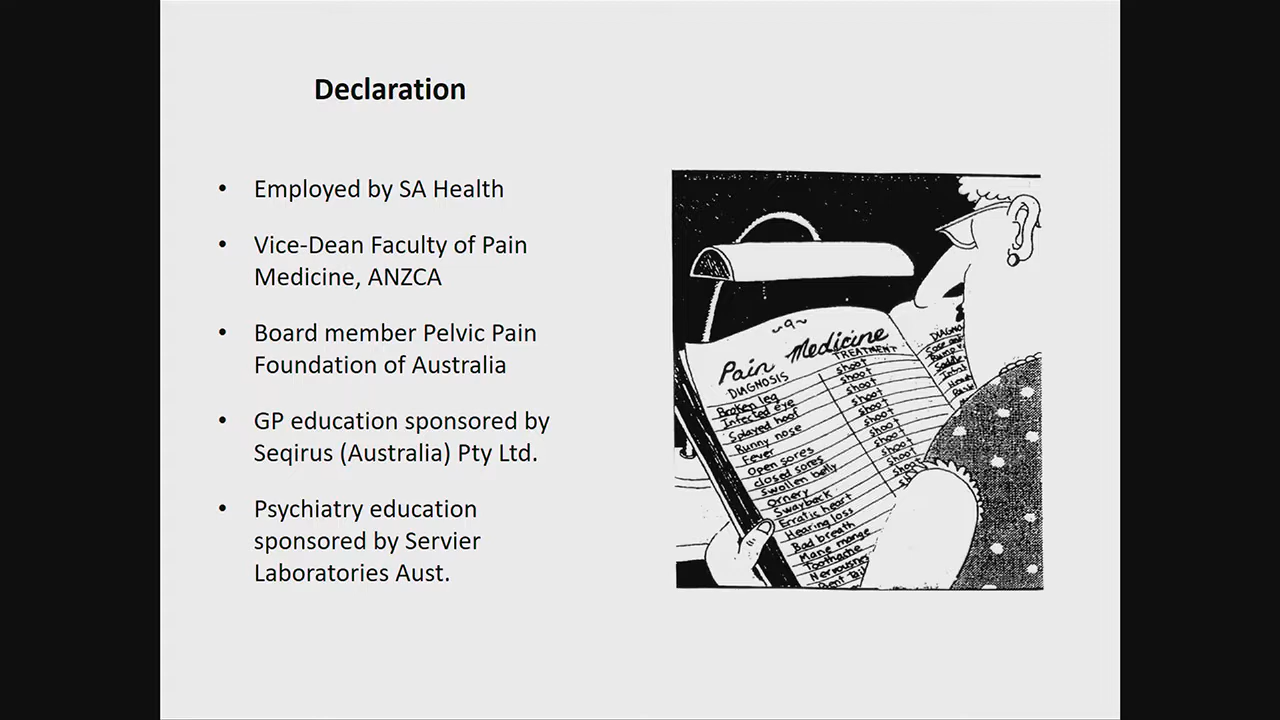 Declaration
• Employed by SA Health
• Vice-Dean Faculty of Pain
Medicine, ANZCA
• Board member Pelvic Pain
Foundation of Australia
• GP education sponsored by
Seqirus (Australia) Pty Ltd.
• Psychiatry education
sponsored by Servier
Laboratories Aust.
~9~
Pain Medicine
DIAGNOSIS TREATMENT
Broken leg shoot
Infected eye shoot
Splayed hoof shoot
Runny nose shoot
Fever shoot
Open sores shoot
closed sores shoot
swollen belly shoot
Ornery shoot
Swayback
Erratic heart
Hearing loss
Bad breath
Mane mange
Toothache